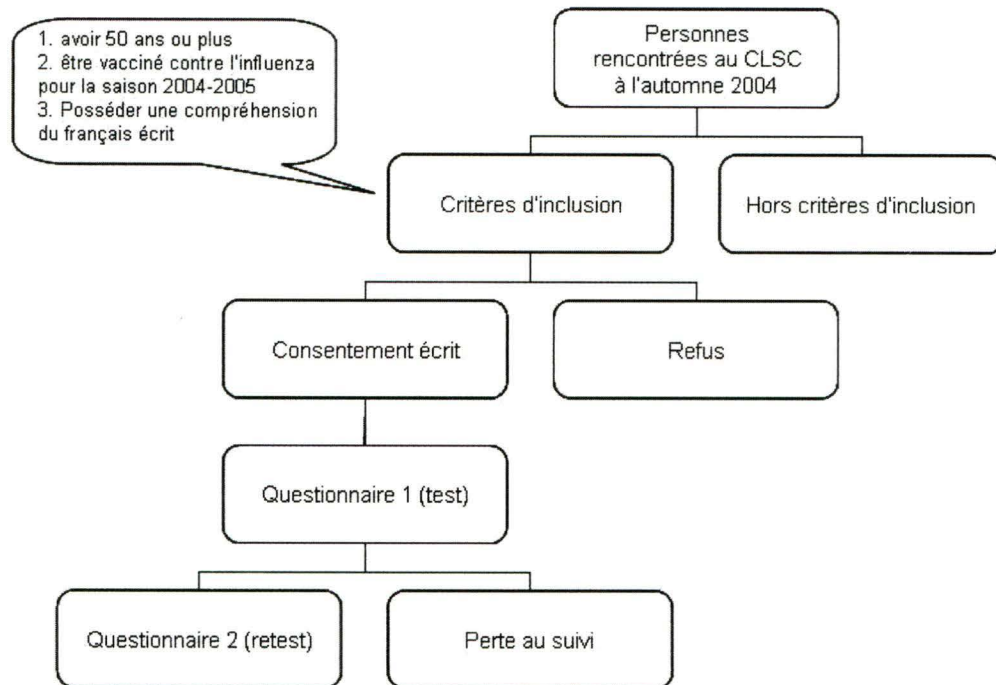 1. avoir 50 ans ou plus
2. être vacciné contre l'influenza
pour la saison 2004-2005
3. Posséder une compréhension
du français écrit
Personnes
rencontrées au CLSC
à l'automne 2004
Critères d'inclusion
Hors critères d'inclusion
Consentement écrit
Refus
Questionnaire 1 (test)
Questionnaire 2 (retest)
Perte au suivi